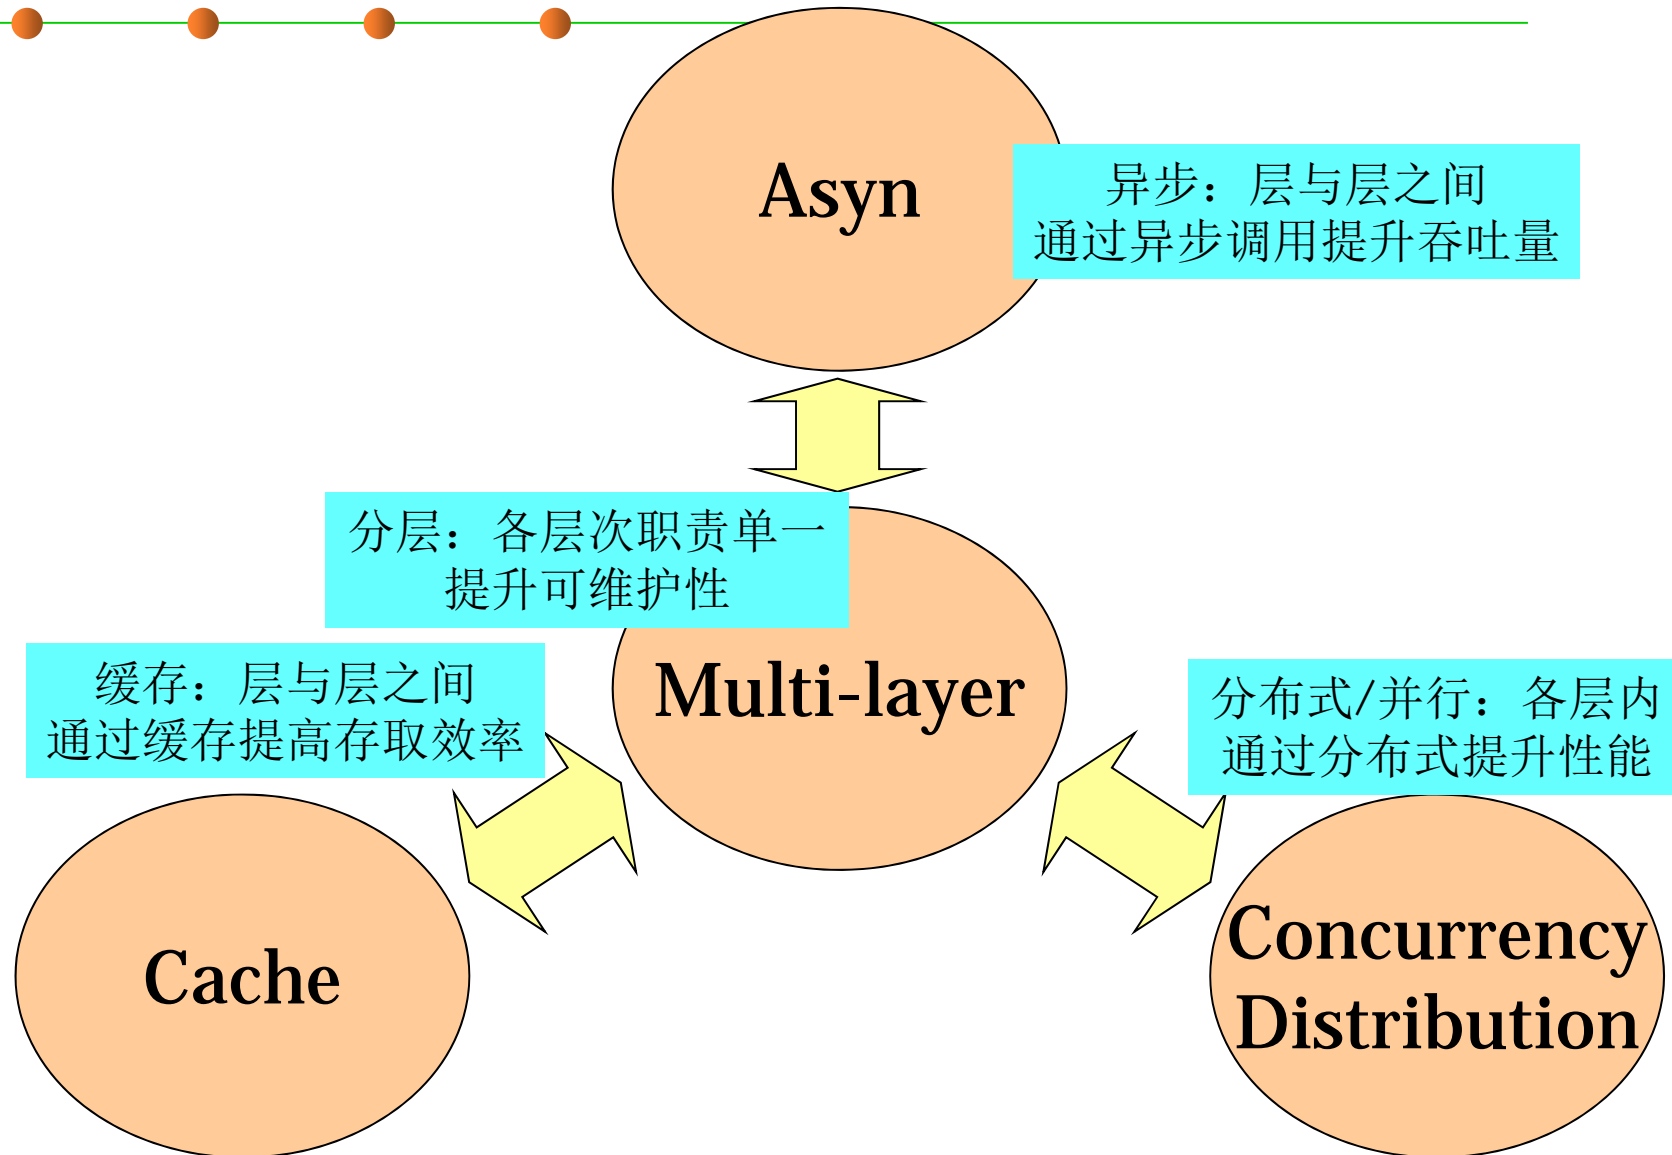 Asyn
异步：层与层之间
通过异步调用提升吞吐量
分层：各层次职责单一
提升可维护性
Multi-layer
缓存：层与层之间
通过缓存提高存取效率
分布式/并行：各层内
通过分布式提升性能
Cache
Concurrency
Distribution